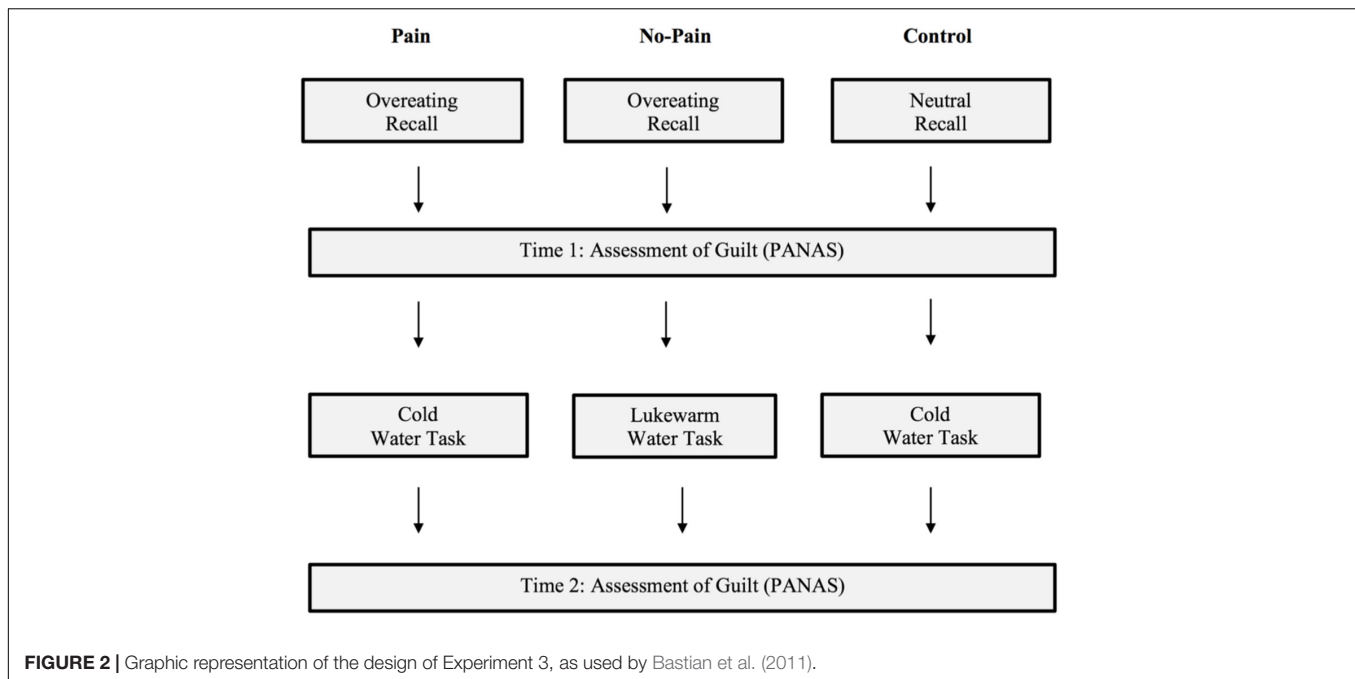 Pain No-Pain Control
Overeating Recall Overeating Recall Neutral Recall
Time 1: Assessment of Guilt (PANAS)
Cold Water Task Lukewarm Water Task Cold Water Task
Time 2: Assessment of Guilt (PANAS)
FIGURE 2 | Graphic representation of the design of Experiment 3, as used by Bastian et al. (2011).